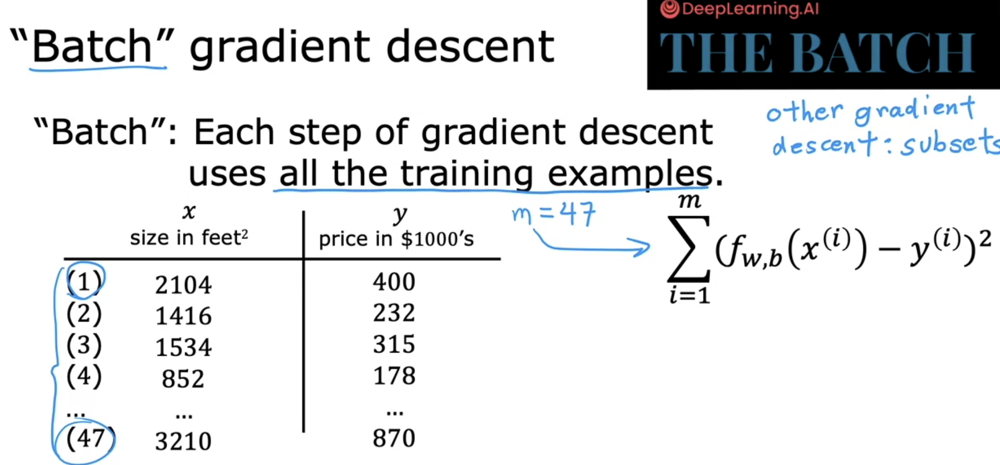 DeepLearning.AI
THE BATCH
“Batch” gradient descent
other gradient
descent: subsets
“Batch”: Each step of gradient descent
uses all the training examples.
x y
size in feet² price in $1000’s
m = 47
m
∑ (f_{w,b}(x^{(i)}) − y^{(i)})²
i=1
(1) 2104 400
(2) 1416 232
(3) 1534 315
(4) 852 178
... ... ...
(47) 3210 870